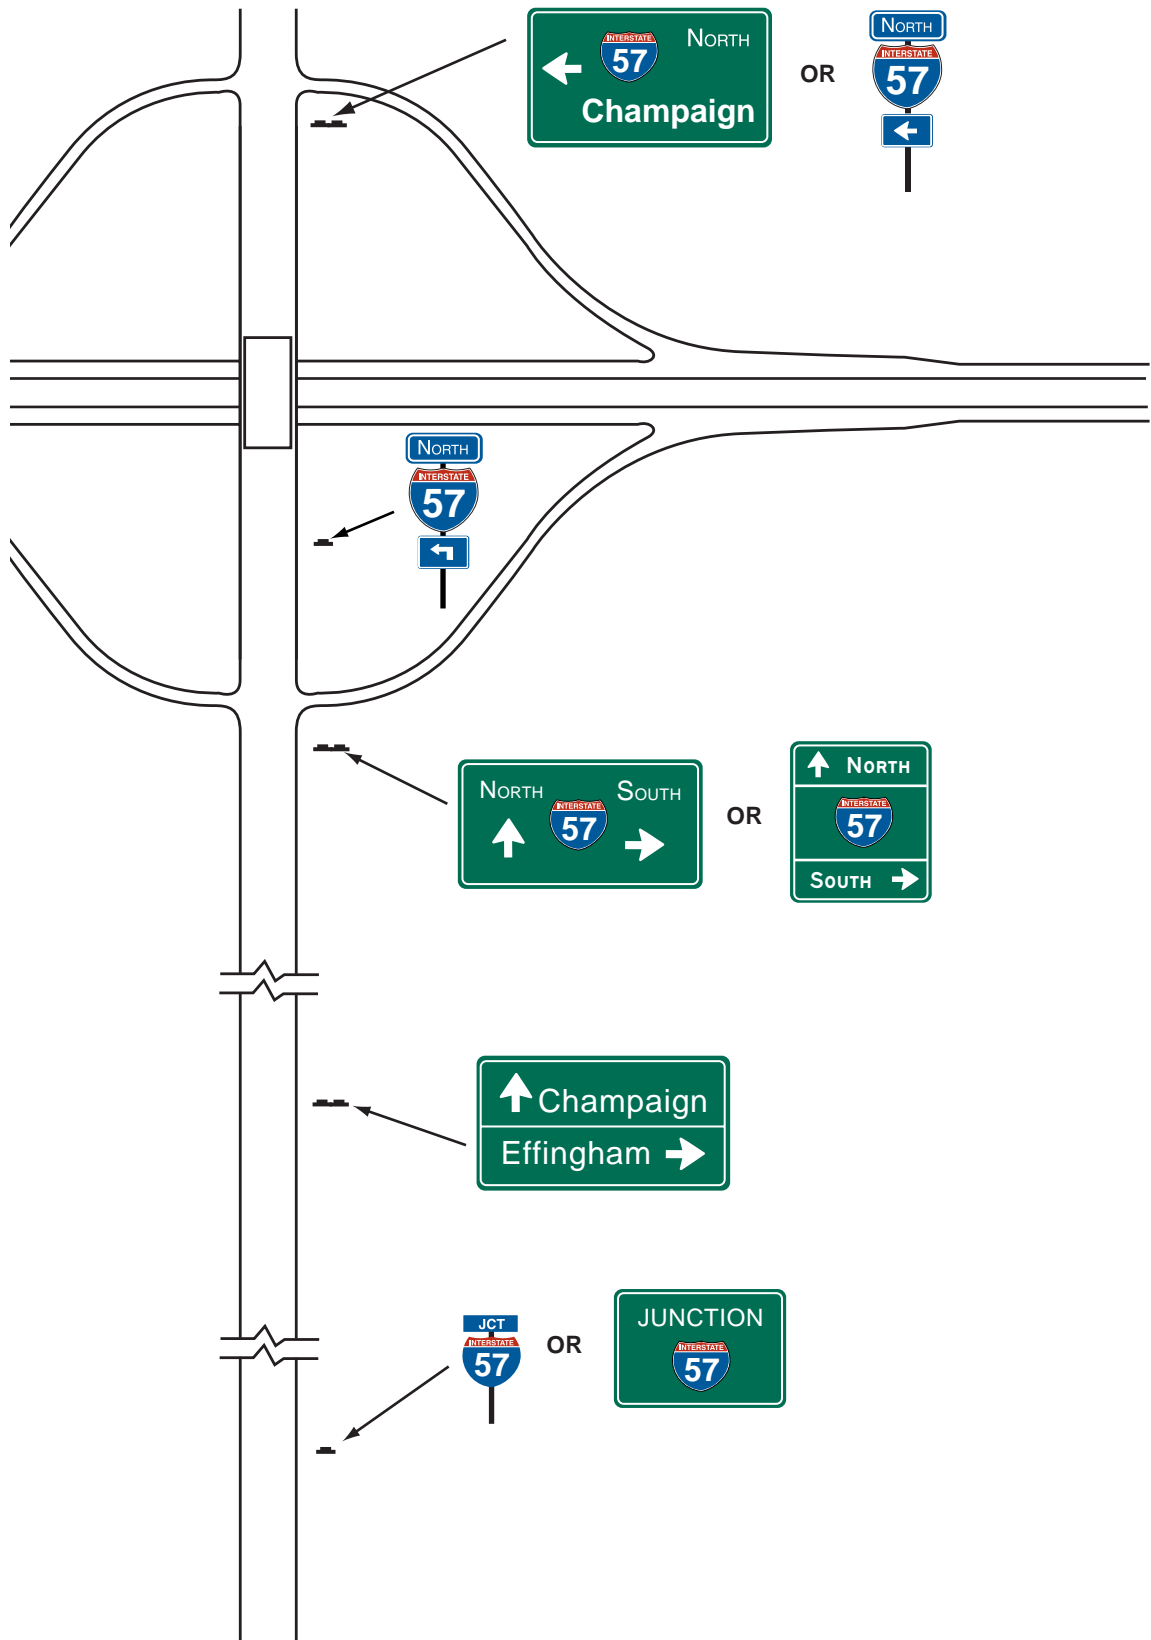 INTERSTATE
57
NORTH
Champaign
OR
NORTH
INTERSTATE
57
NORTH
INTERSTATE
57
NORTH
INTERSTATE
57
SOUTH
OR
NORTH
INTERSTATE
57
SOUTH
Champaign
Effingham
JCT
INTERSTATE
57
OR
JUNCTION
INTERSTATE
57